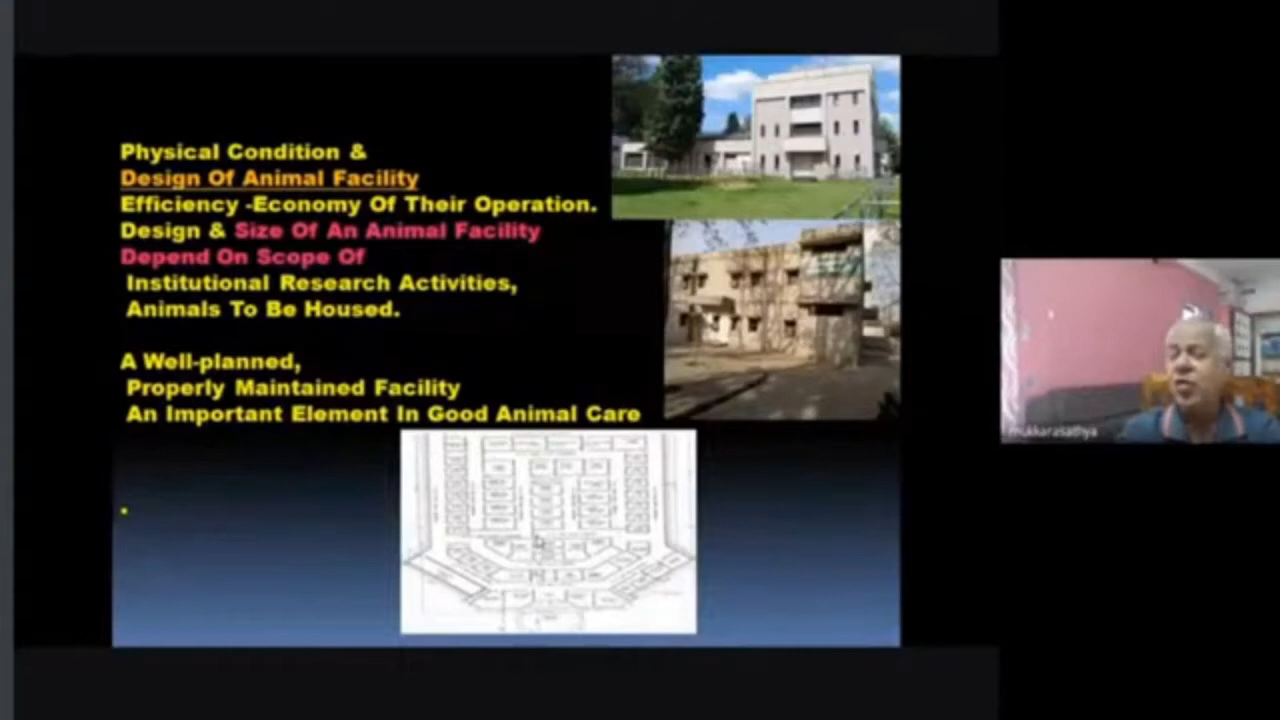 Physical Condition &
Design Of Animal Facility
Efficiency -Economy Of Their Operation.
Design & Size Of An Animal Facility
Depend On Scope Of
Institutional Research Activities,
Animals To Be Housed.
A Well-planned,
Properly Maintained Facility
An Important Element In Good Animal Care
mukkarasathya